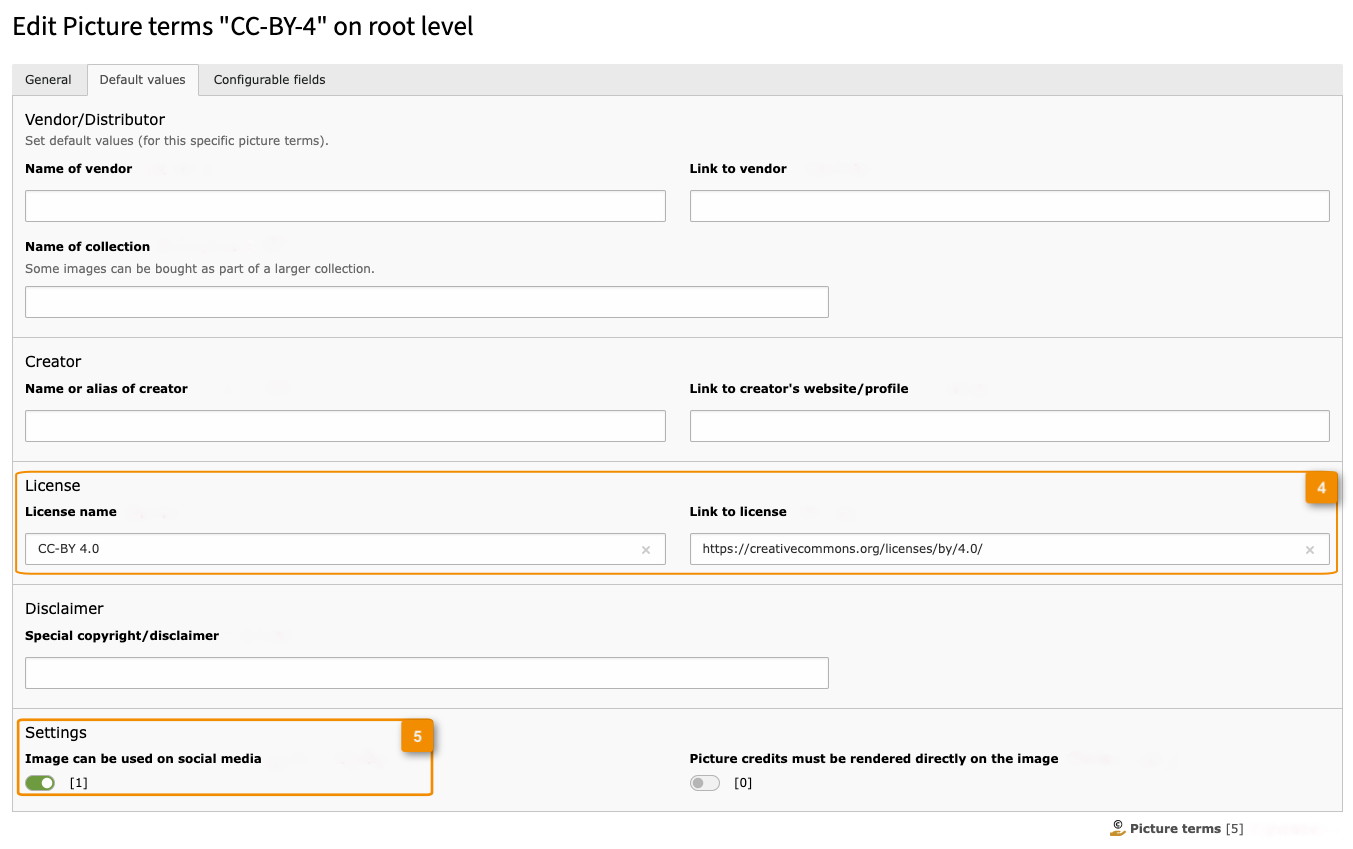 Edit Picture terms "CC-BY-4" on root level
General Default values Configurable fields
Vendor/Distributor
Set default values (for this specific picture terms).
Name of vendor Link to vendor
Name of collection
Some images can be bought as part of a larger collection.
Creator
Name or alias of creator Link to creator's website/profile
License 4
License name Link to license
CC-BY 4.0 × https://creativecommons.org/licenses/by/4.0/ ×
Disclaimer
Special copyright/disclaimer
Settings 5
Image can be used on social media Picture credits must be rendered directly on the image
[1] [0]
© Picture terms [5]